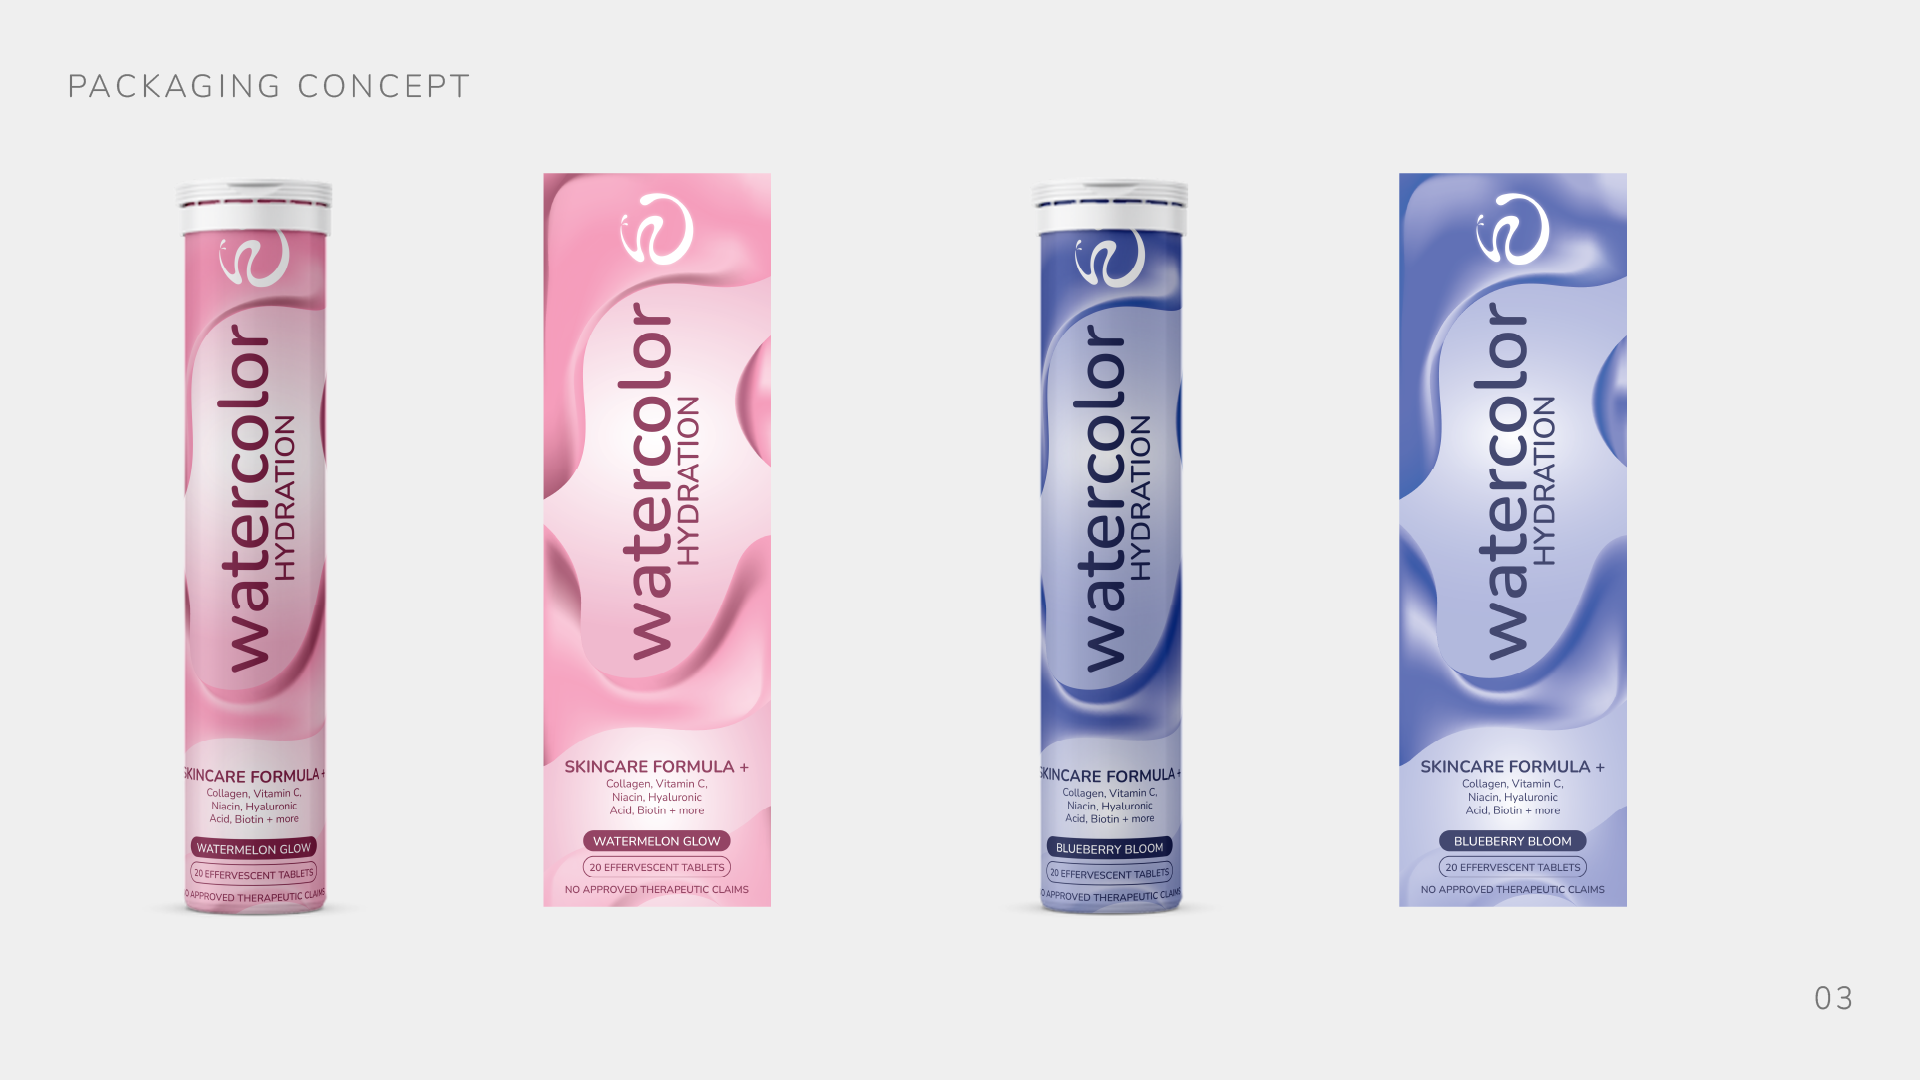 PACKAGING CONCEPT
watercolor
HYDRATION
SKINCARE FORMULA +
Collagen, Vitamin C,
Niacin, Hyaluronic
Acid, Biotin + more
WATERMELON GLOW
20 EFFERVESCENT TABLETS
O APPROVED THERAPEUTIC CLAIMS
watercolor
HYDRATION
SKINCARE FORMULA +
Collagen, Vitamin C,
Niacin, Hyaluronic
Acid, Biotin + more
WATERMELON GLOW
20 EFFERVESCENT TABLETS
NO APPROVED THERAPEUTIC CLAIMS
watercolor
HYDRATION
SKINCARE FORMULA +
Collagen, Vitamin C,
Niacin, Hyaluronic
Acid, Biotin + more
BLUEBERRY BLOOM
20 EFFERVESCENT TABLETS
O APPROVED THERAPEUTIC CLAIMS
watercolor
HYDRATION
SKINCARE FORMULA +
Collagen, Vitamin C,
Niacin, Hyaluronic
Acid, Biotin + more
BLUEBERRY BLOOM
20 EFFERVESCENT TABLETS
NO APPROVED THERAPEUTIC CLAIMS
03